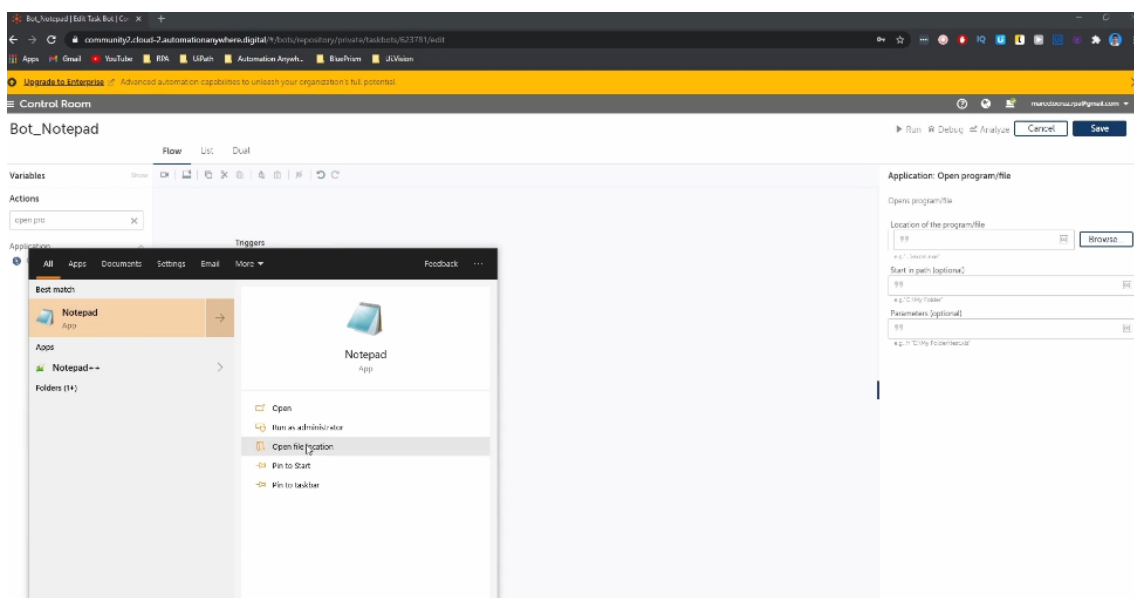 Bot_Notepad | Edit Task Bot | Co
community2.cloud-2.automationanywhere.digital/#/bots/repository/private/taskbots/623781/edit
Apps Gmail YouTube RPA UiPath Automation Anywh... BluePrism UiVision
Upgrade to Enterprise Advanced automation capabilities to unleash your organization's full potential
Control Room
Bot_Notepad
Run Debug Analyze Cancel Save
Flow List Dual
Variables Show
Application: Open program/file
Actions
Opens program/file
open pro
Location of the program/file
Application
Browse...
Triggers
Start in path (optional)
e.g. "C:\My Folder"
Parameters (optional)
All Apps Documents Settings Email More Feedback ...
Best match
Notepad
App
Apps
Notepad++
Folders (1+)
Notepad
App
Open
Run as administrator
Open file location
Pin to Start
Pin to taskbar